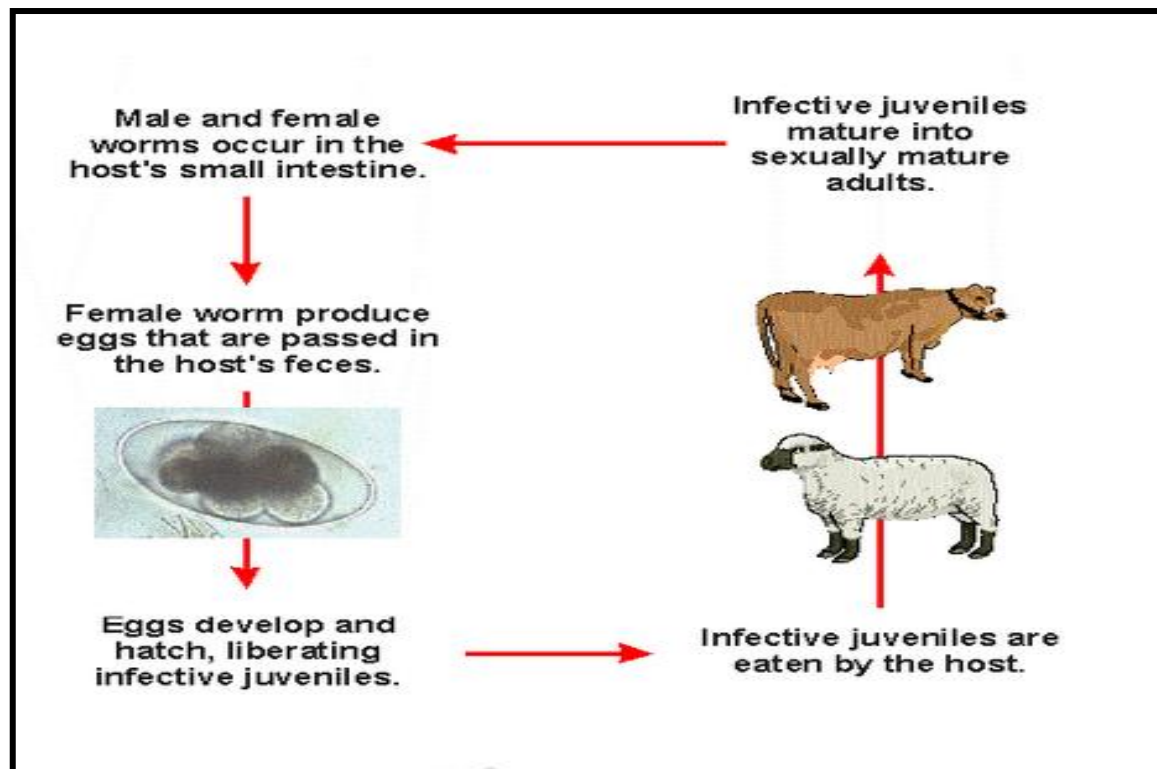 Male and female
worms occur in the
host's small intestine.
Infective juveniles
mature into
sexually mature
adults.
Female worm produce
eggs that are passed in
the host's feces.
Eggs develop and
hatch, liberating
infective juveniles.
Infective juveniles are
eaten by the host.